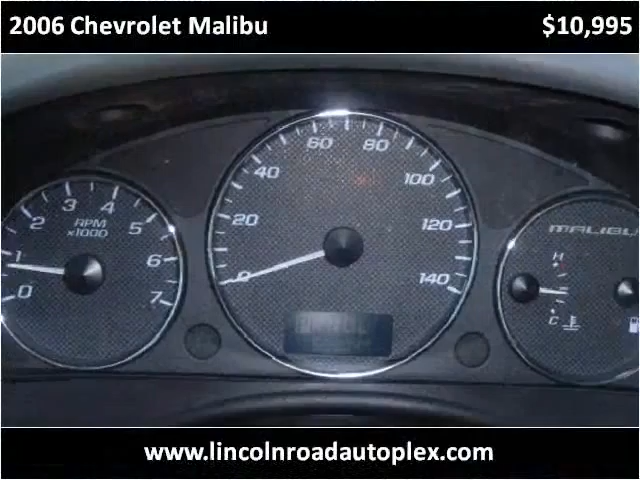 2006 Chevrolet Malibu $10,995
60 80
40 100
20 120
0 140
3 4
2 5
RPM
x1000
1 6
0 7
MALIBU
H
C
www.lincolnroadautoplex.com